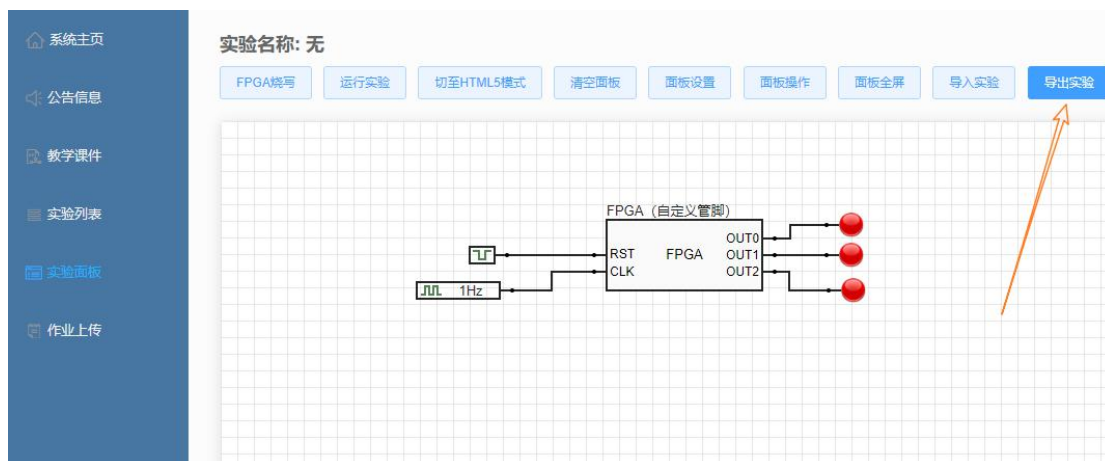 系统主页
公告信息
教学课件
实验列表
实验面板
作业上传
实验名称: 无
FPGA烧写 运行实验 切至HTML5模式 清空面板 面板设置 面板操作 面板全屏 导入实验 导出实验
FPGA（自定义管脚）
OUT0
RST FPGA OUT1
CLK OUT2
1Hz